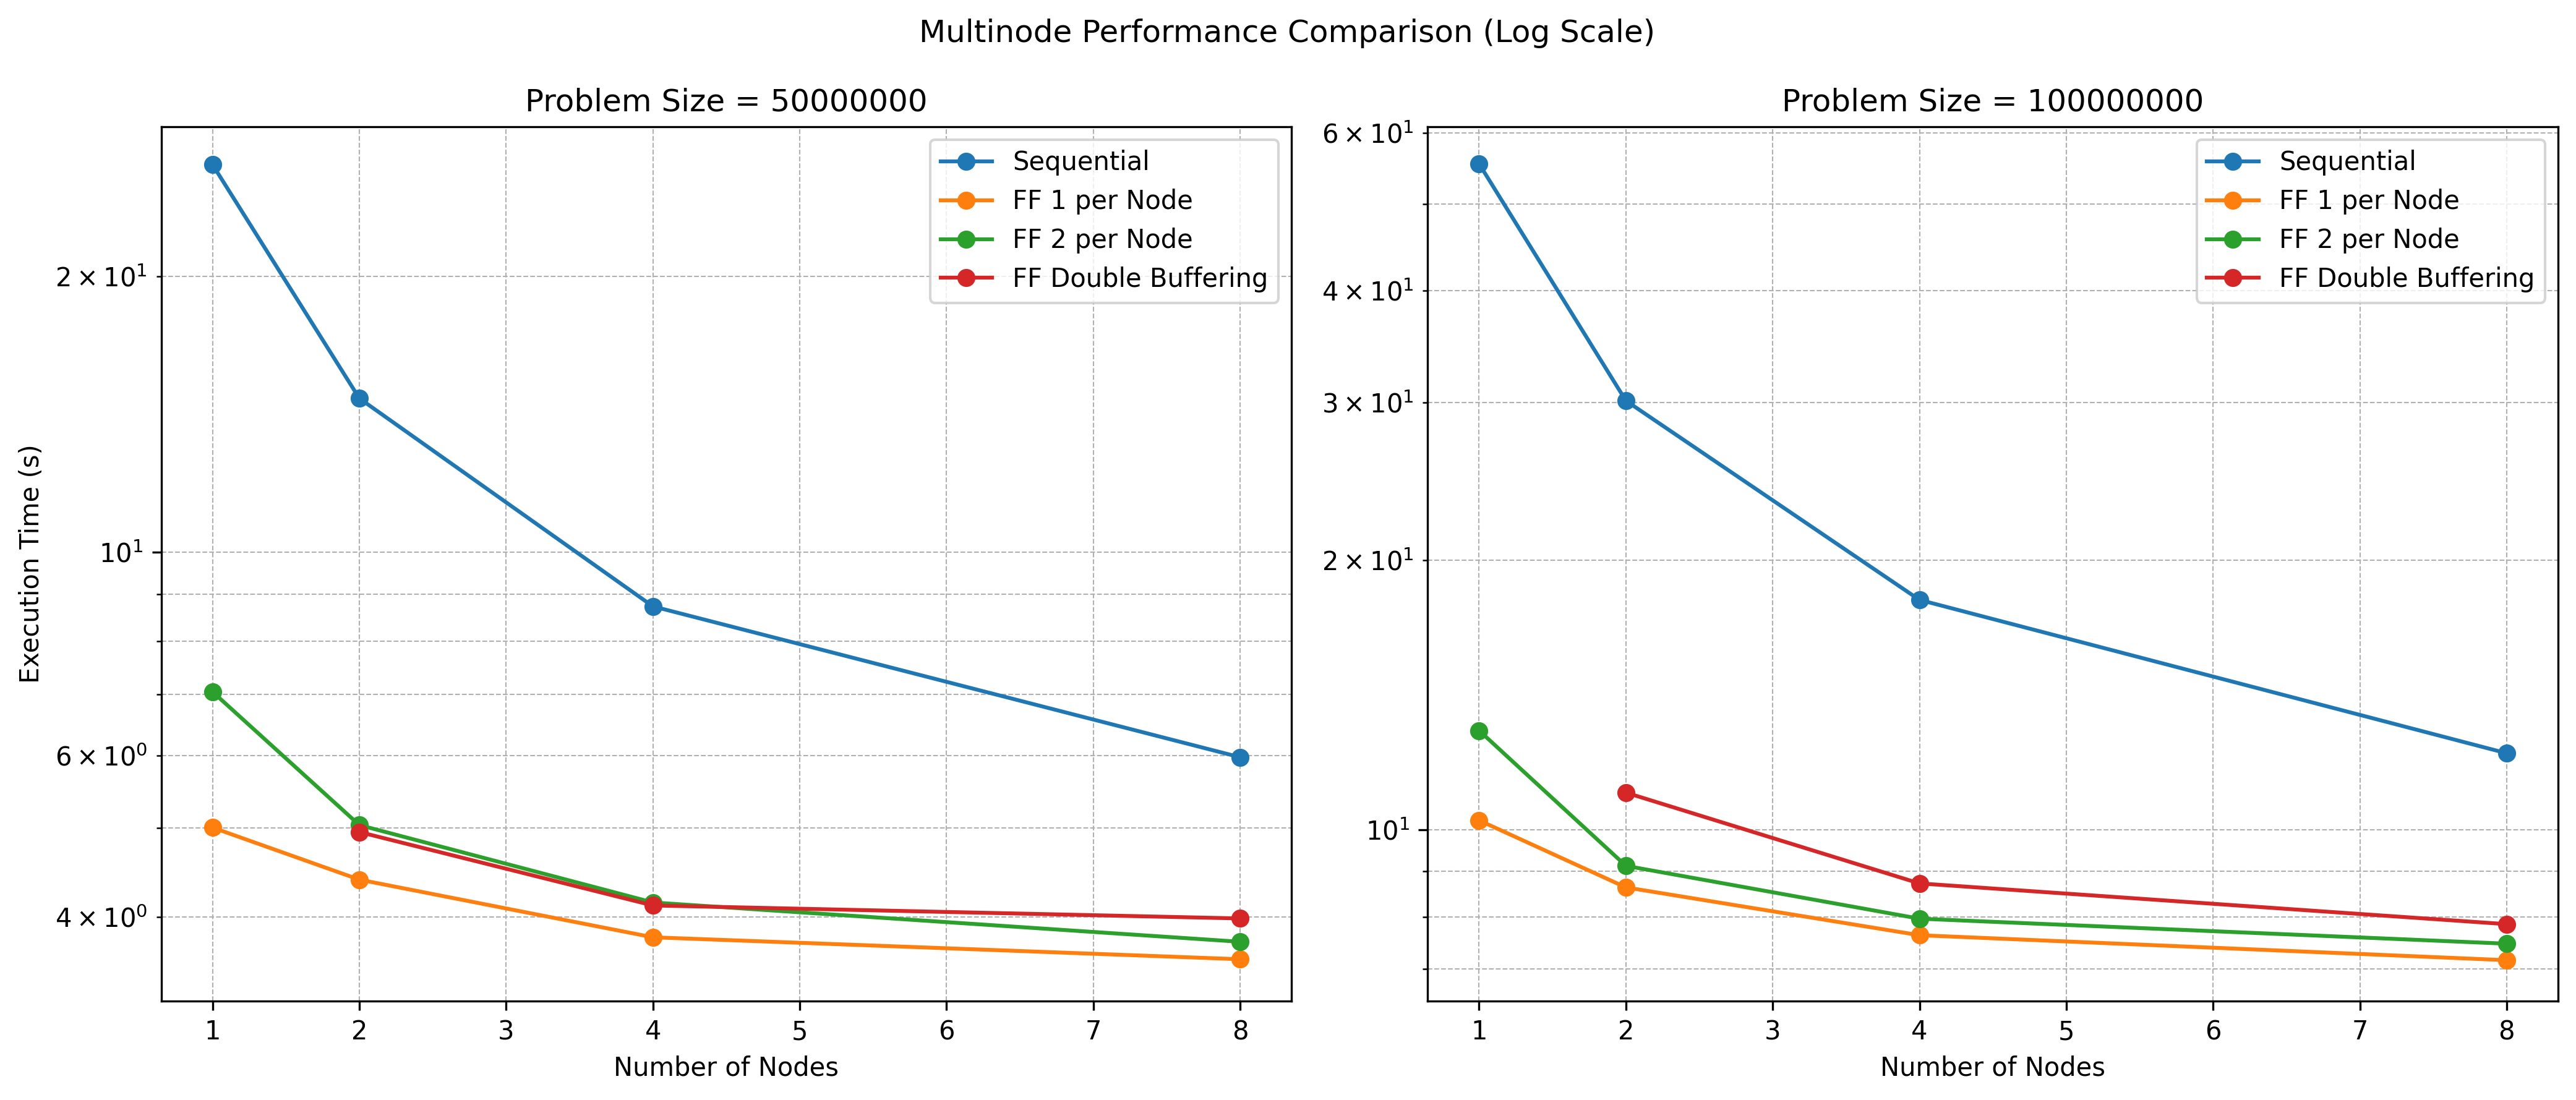 Multinode Performance Comparison (Log Scale)
Problem Size = 50000000
Execution Time (s)
2 × 10¹
10¹
6 × 10⁰
4 × 10⁰
Sequential
FF 1 per Node
FF 2 per Node
FF Double Buffering
1 2 3 4 5 6 7 8
Number of Nodes
Problem Size = 100000000
6 × 10¹
4 × 10¹
3 × 10¹
2 × 10¹
10¹
Sequential
FF 1 per Node
FF 2 per Node
FF Double Buffering
1 2 3 4 5 6 7 8
Number of Nodes